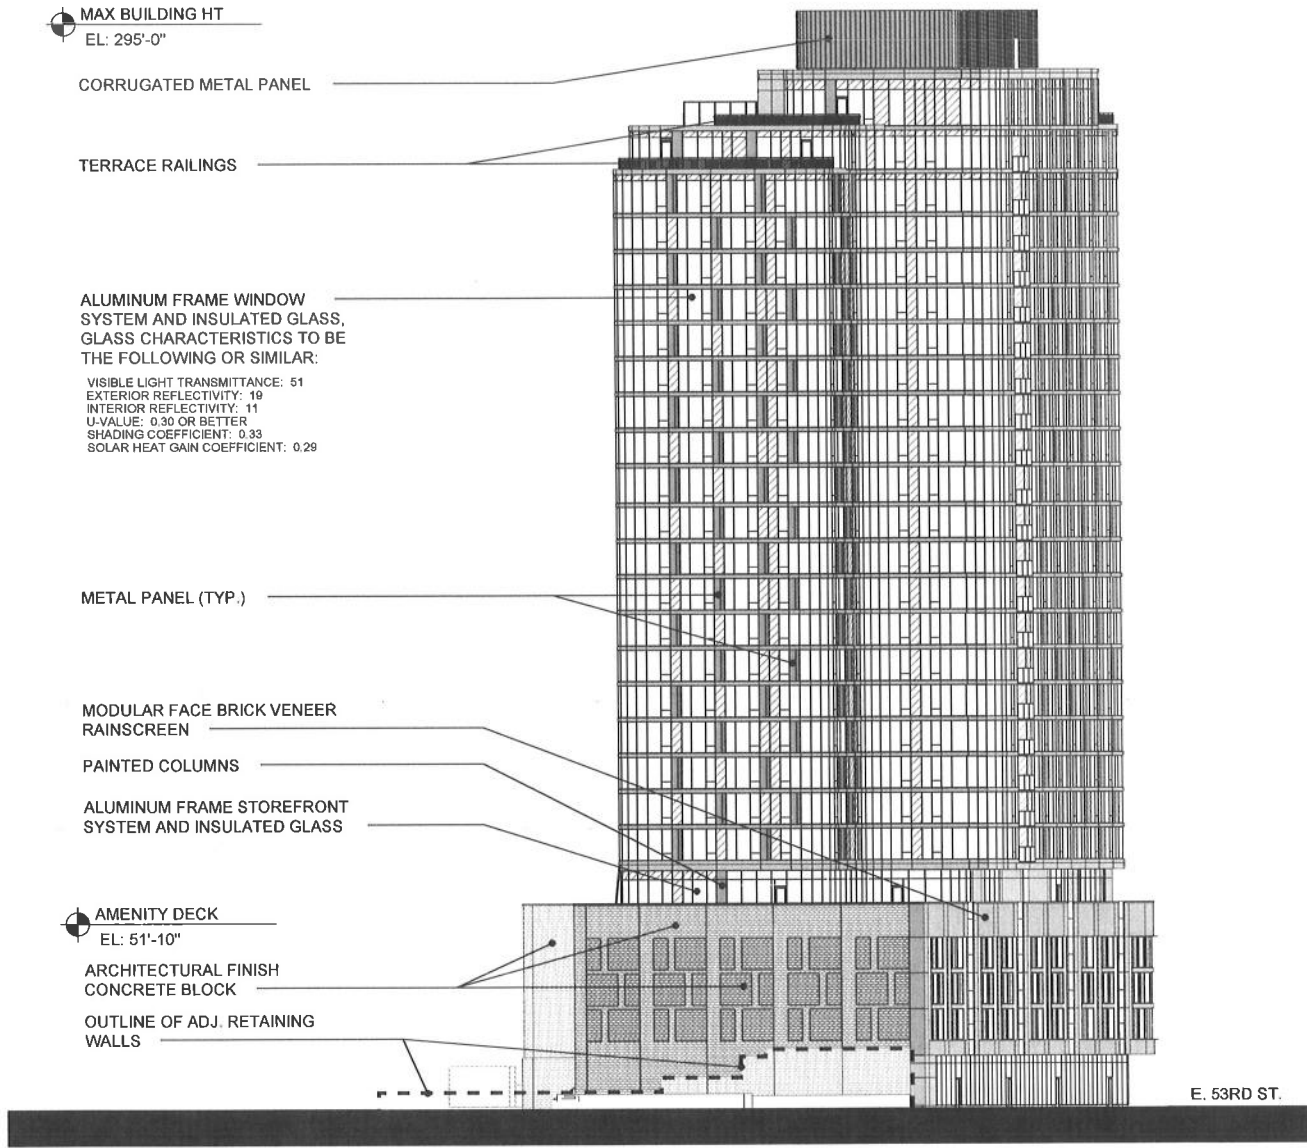 MAX BUILDING HT
EL: 295'-0"
CORRUGATED METAL PANEL
TERRACE RAILINGS
ALUMINUM FRAME WINDOW
SYSTEM AND INSULATED GLASS,
GLASS CHARACTERISTICS TO BE
THE FOLLOWING OR SIMILAR:
VISIBLE LIGHT TRANSMITTANCE: 51
EXTERIOR REFLECTIVITY: 19
INTERIOR REFLECTIVITY: 11
U-VALUE: 0.30 OR BETTER
SHADING COEFFICIENT: 0.33
SOLAR HEAT GAIN COEFFICIENT: 0.29
METAL PANEL (TYP.)
MODULAR FACE BRICK VENEER
RAINSCREEN
PAINTED COLUMNS
ALUMINUM FRAME STOREFRONT
SYSTEM AND INSULATED GLASS
AMENITY DECK
EL: 51'-10"
ARCHITECTURAL FINISH
CONCRETE BLOCK
OUTLINE OF ADJ. RETAINING
WALLS
E. 53RD ST.